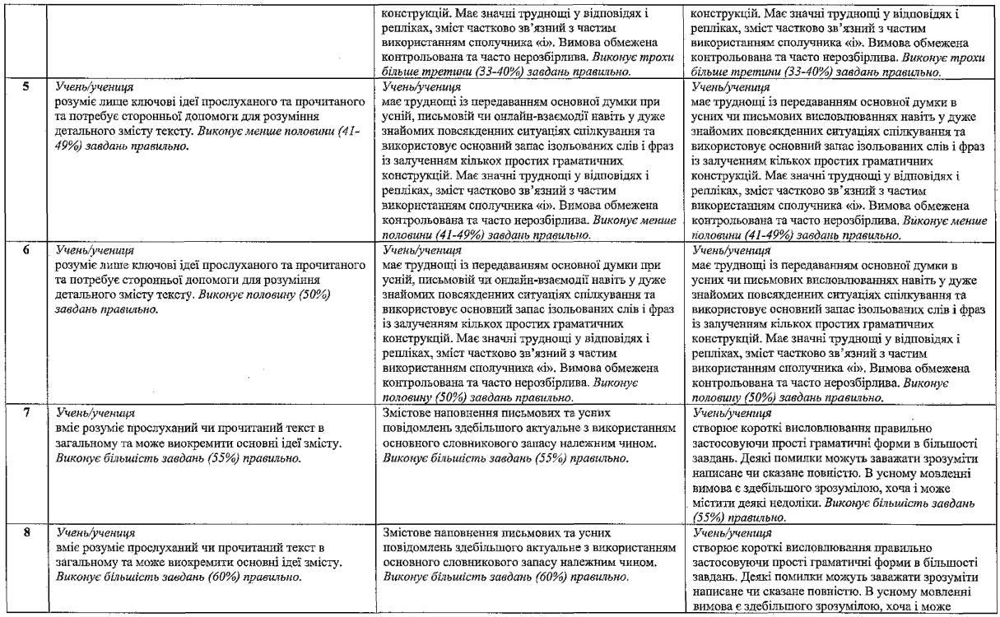 конструкцій. Має значні труднощі у відповідях і
репліках, зміст частково зв’язний з частим
використанням сполучника «і». Вимова обмежена
контрольована та часто нерозбірлива. Виконує трохи
більше третини (33-40%) завдань правильно.
конструкцій. Має значні труднощі у відповідях і
репліках, зміст частково зв’язний з частим
використанням сполучника «і». Вимова обмежена
контрольована та часто нерозбірлива. Виконує трохи
більше третини (33-40%) завдань правильно.
5
Учень/учениця
розуміє лише ключові ідеї прослуханого та прочитаного
та потребує сторонньої допомоги для розуміння
детального змісту тексту. Виконує менше половини (41-
49%) завдань правильно.
Учень/учениця
має труднощі із передаванням основної думки при
усній, письмовій чи онлайн-взаємодії навіть у дуже
знайомих повсякденних ситуаціях спілкування та
використовує основний запас ізольованих слів і фраз
із залученням кількох простих граматичних
конструкцій. Має значні труднощі у відповідях і
репліках, зміст частково зв’язний з частим
використанням сполучника «і». Вимова обмежена
контрольована та часто нерозбірлива. Виконує менше
половини (41-49%) завдань правильно.
Учень/учениця
має труднощі із передаванням основної думки в
усних чи письмових висловлюваннях навіть у дуже
знайомих повсякденних ситуаціях спілкування та
використовує основний запас ізольованих слів і фраз
із залученням кількох простих граматичних
конструкцій. Має значні труднощі у відповідях і
репліках, зміст частково зв’язний з частим
використанням сполучника «і». Вимова обмежена
контрольована та часто нерозбірлива. Виконує менше
половини (41-49%) завдань правильно.
6
Учень/учениця
розуміє лише ключові ідеї прослуханого та прочитаного
та потребує сторонньої допомоги для розуміння
детального змісту тексту. Виконує половину (50%)
завдань правильно.
Учень/учениця
має труднощі із передаванням основної думки при
усній, письмовій чи онлайн-взаємодії навіть у дуже
знайомих повсякденних ситуаціях спілкування та
використовує основний запас ізольованих слів і фраз
із залученням кількох простих граматичних
конструкцій. Має значні труднощі у відповідях і
репліках, зміст частково зв’язний з частим
використанням сполучника «і». Вимова обмежена
контрольована та часто нерозбірлива. Виконує
половину (50%) завдань правильно.
Учень/учениця
має труднощі із передаванням основної думки в
усних чи письмових висловлюваннях навіть у дуже
знайомих повсякденних ситуаціях спілкування та
використовує основний запас ізольованих слів і фраз
із залученням кількох простих граматичних
конструкцій. Має значні труднощі у відповідях і
репліках, зміст частково зв’язний з частим
використанням сполучника «і». Вимова обмежена
контрольована та часто нерозбірлива. Виконує
половину (50%) завдань правильно.
7
Учень/учениця
вміє розуміє прослуханий чи прочитаний текст в
загальному та може виокремити основні ідеї змісту.
Виконує більшість завдань (55%) правильно.
Змістове наповнення письмових та усних
повідомлень здебільшого актуальне з використанням
основного словникового запасу належним чином.
Виконує більшість завдань (55%) правильно.
Учень/учениця
створює короткі висловлювання правильно
застосовуючи прості граматичні форми в більшості
завдань. Деякі помилки можуть заважати зрозуміти
написане чи сказане повністю. В усному мовленні
вимова є здебільшого зрозумілою, хоча і може
містити деякі недоліки. Виконує більшість завдань
(55%) правильно.
8
Учень/учениця
вміє розуміє прослуханий чи прочитаний текст в
загальному та може виокремити основні ідеї змісту.
Виконує більшість завдань (60%) правильно.
Змістове наповнення письмових та усних
повідомлень здебільшого актуальне з використанням
основного словникового запасу належним чином.
Виконує більшість завдань (60%) правильно.
Учень/учениця
створює короткі висловлювання правильно
застосовуючи прості граматичні форми в більшості
завдань. Деякі помилки можуть заважати зрозуміти
написане чи сказане повністю. В усному мовленні
вимова є здебільшого зрозумілою, хоча і може